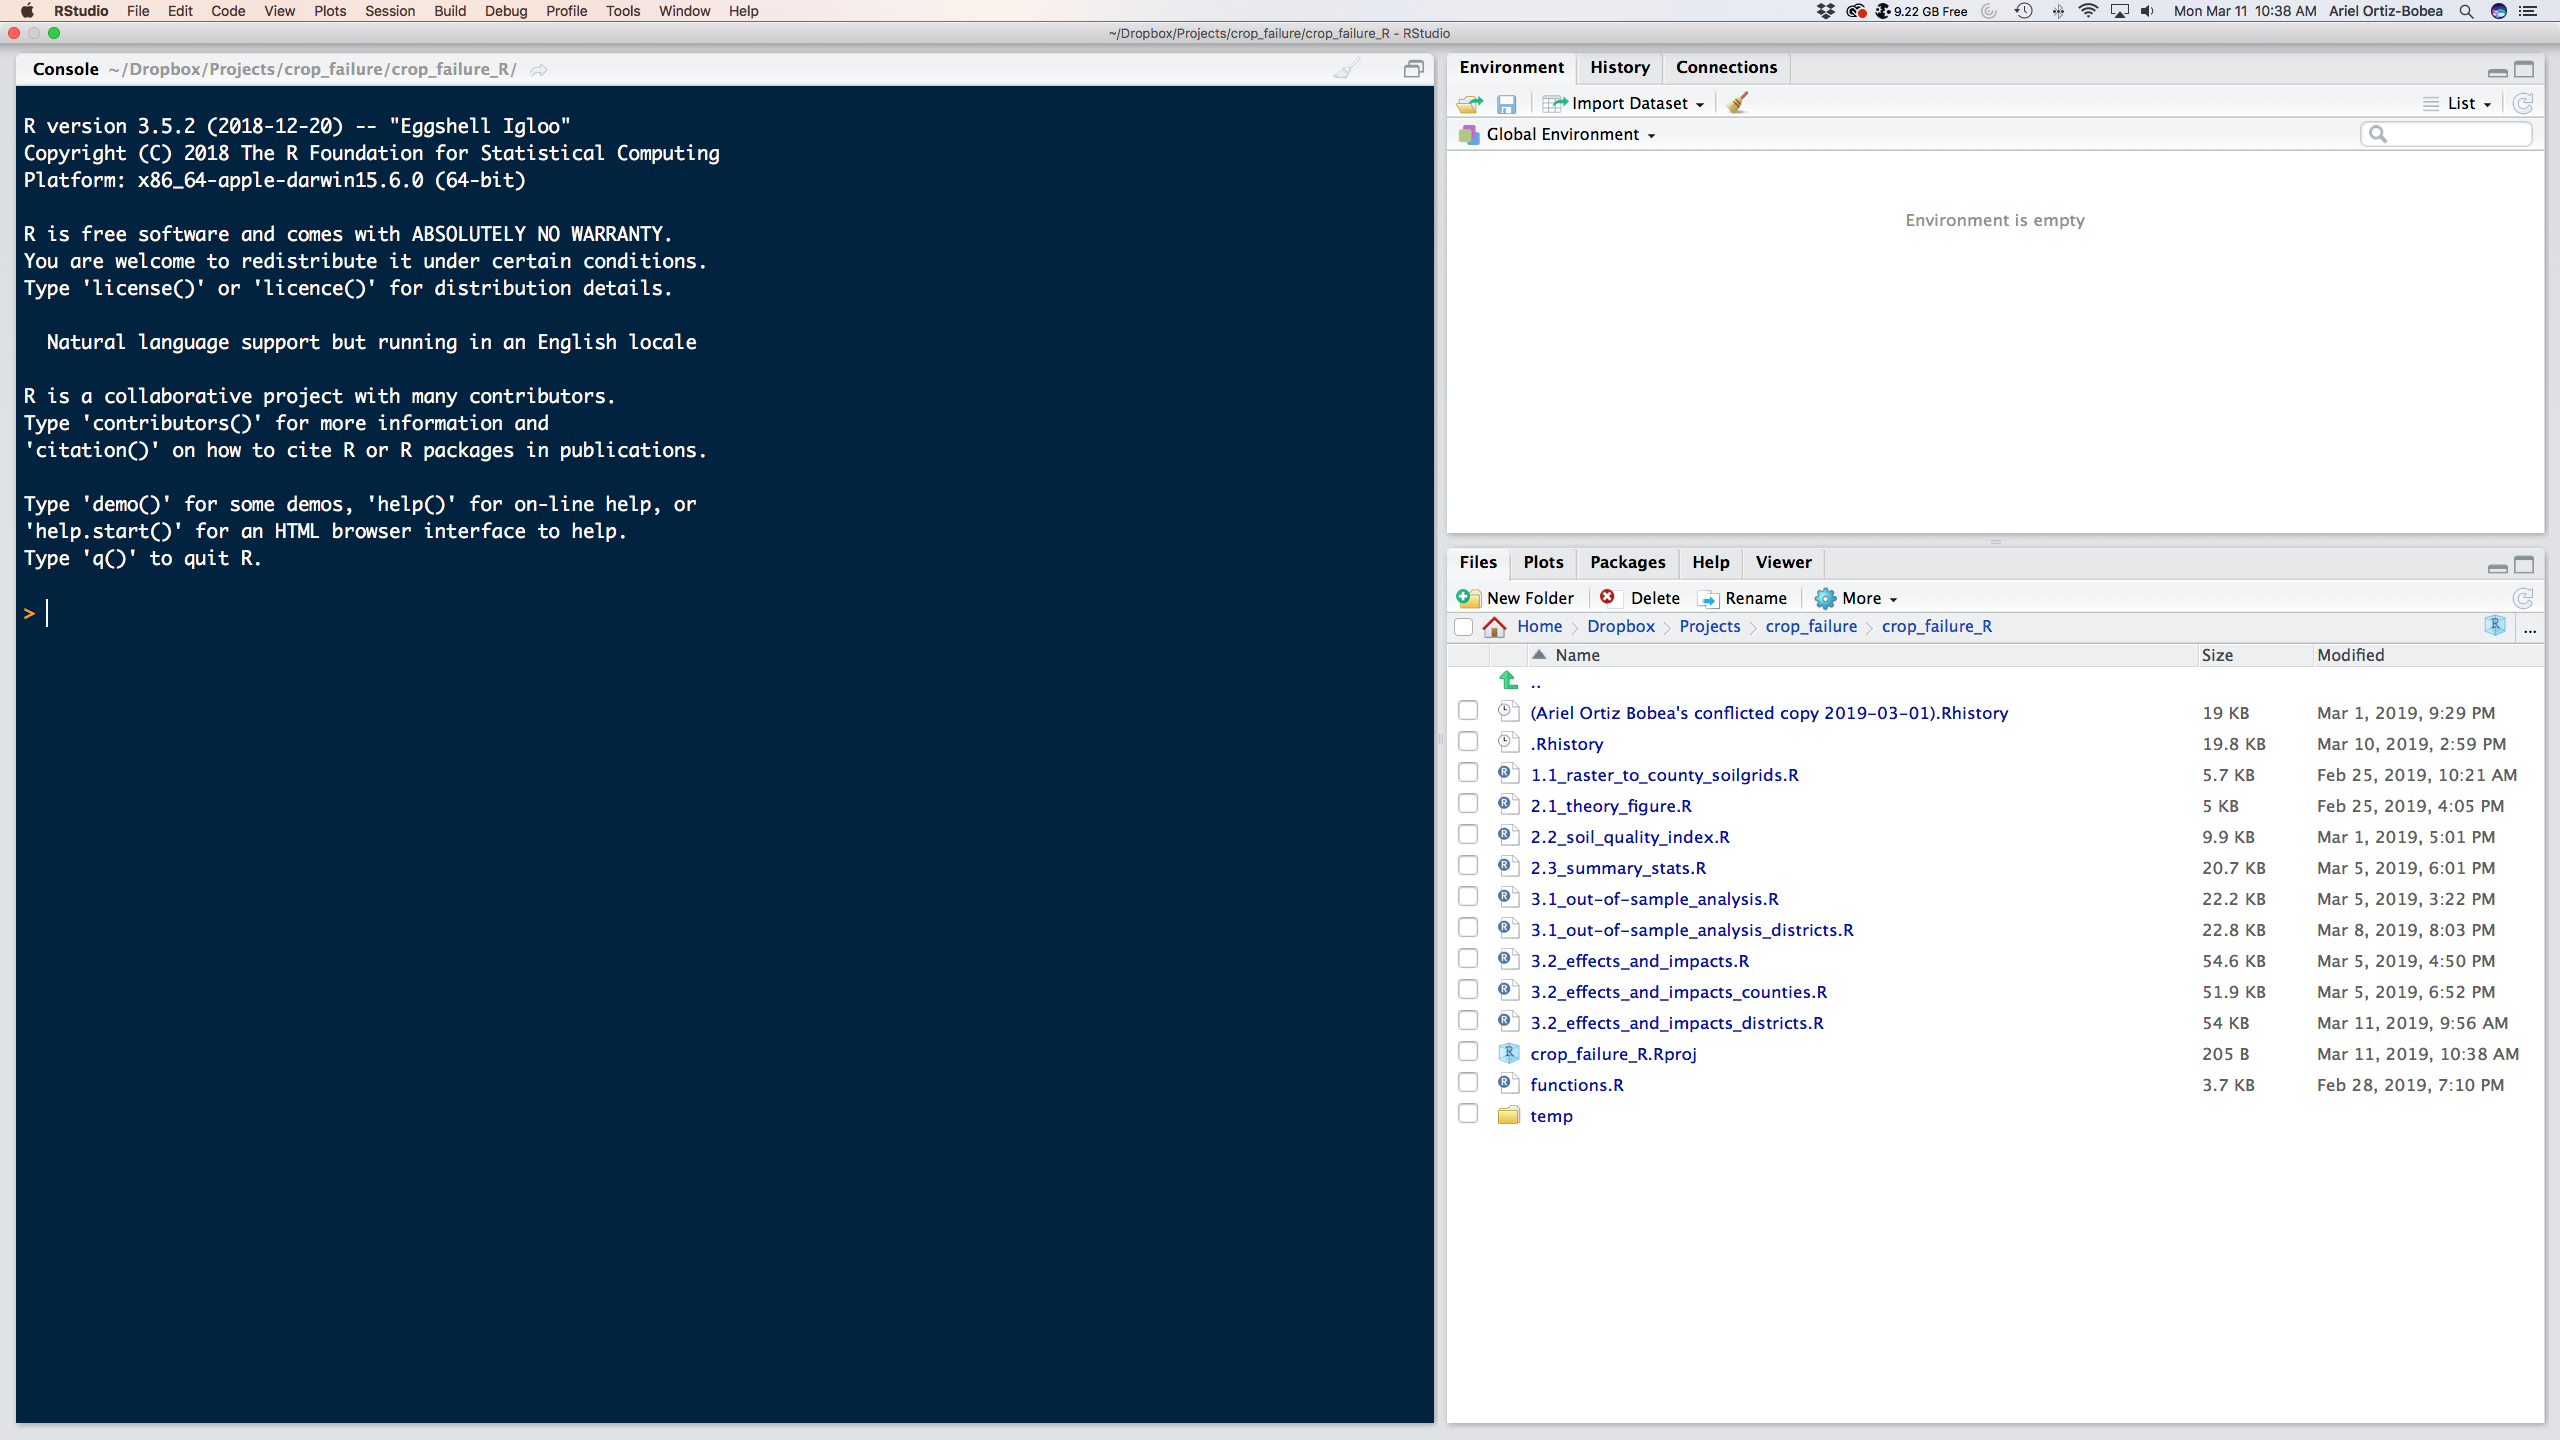 RStudio File Edit Code View Plots Session Build Debug Profile Tools Window Help 9.22 GB Free Mon Mar 11 10:38 AM Ariel Ortiz-Bobea
~/Dropbox/Projects/crop_failure/crop_failure_R - RStudio
Console ~/Dropbox/Projects/crop_failure/crop_failure_R/
R version 3.5.2 (2018-12-20) -- "Eggshell Igloo"
Copyright (C) 2018 The R Foundation for Statistical Computing
Platform: x86_64-apple-darwin15.6.0 (64-bit)
R is free software and comes with ABSOLUTELY NO WARRANTY.
You are welcome to redistribute it under certain conditions.
Type 'license()' or 'licence()' for distribution details.
Natural language support but running in an English locale
R is a collaborative project with many contributors.
Type 'contributors()' for more information and
'citation()' on how to cite R or R packages in publications.
Type 'demo()' for some demos, 'help()' for on-line help, or
'help.start()' for an HTML browser interface to help.
Type 'q()' to quit R.
>
Environment History Connections
Import Dataset List
Global Environment
Environment is empty
Files Plots Packages Help Viewer
New Folder Delete Rename More
Home Dropbox Projects crop_failure crop_failure_R ...
Name Size Modified
..
(Ariel Ortiz Bobea's conflicted copy 2019-03-01).Rhistory 19 KB Mar 1, 2019, 9:29 PM
.Rhistory 19.8 KB Mar 10, 2019, 2:59 PM
1.1_raster_to_county_soilgrids.R 5.7 KB Feb 25, 2019, 10:21 AM
2.1_theory_figure.R 5 KB Feb 25, 2019, 4:05 PM
2.2_soil_quality_index.R 9.9 KB Mar 1, 2019, 5:01 PM
2.3_summary_stats.R 20.7 KB Mar 5, 2019, 6:01 PM
3.1_out-of-sample_analysis.R 22.2 KB Mar 5, 2019, 3:22 PM
3.1_out-of-sample_analysis_districts.R 22.8 KB Mar 8, 2019, 8:03 PM
3.2_effects_and_impacts.R 54.6 KB Mar 5, 2019, 4:50 PM
3.2_effects_and_impacts_counties.R 51.9 KB Mar 5, 2019, 6:52 PM
3.2_effects_and_impacts_districts.R 54 KB Mar 11, 2019, 9:56 AM
crop_failure_R.Rproj 205 B Mar 11, 2019, 10:38 AM
functions.R 3.7 KB Feb 28, 2019, 7:10 PM
temp